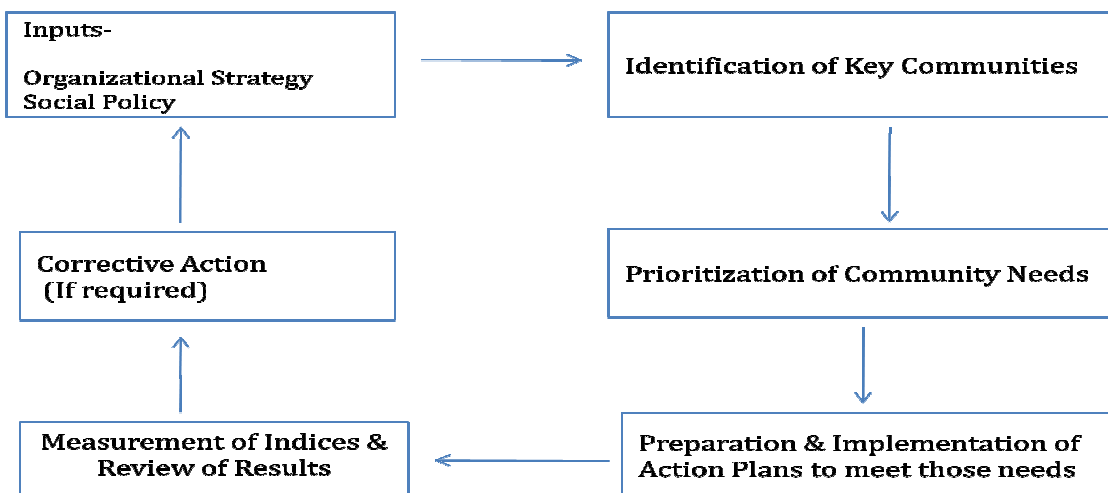 Inputs-
Organizational Strategy
Social Policy
Identification of Key Communities
Prioritization of Community Needs
Preparation & Implementation of
Action Plans to meet those needs
Measurement of Indices &
Review of Results
Corrective Action
(If required)